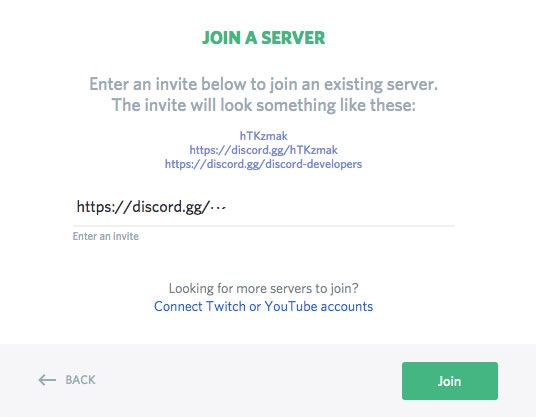 JOIN A SERVER
Enter an invite below to join an existing server.
The invite will look something like these:
hTKzmak
https://discord.gg/hTKzmak
https://discord.gg/discord-developers
https://discord.gg/···
Enter an invite
Looking for more servers to join?
Connect Twitch or YouTube accounts
← BACK
Join